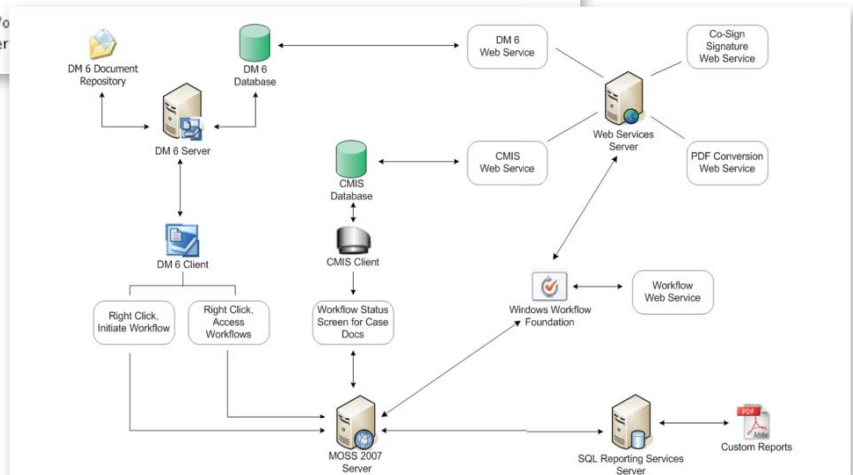 DM 6 Document
Repository
DM 6
Database
DM 6
Web Service
Co-Sign
Signature
Web Service
DM 6 Server
Web Services
Server
CMIS
Database
CMIS
Web Service
PDF Conversion
Web Service
DM 6 Client
CMIS Client
Windows Workflow
Foundation
Workflow
Web Service
Right Click,
Initiate Workflow
Right Click,
Access
Workflows
Workflow Status
Screen for Case
Docs
MOSS 2007
Server
SQL Reporting Services
Server
PDF
Adobe
Custom Reports